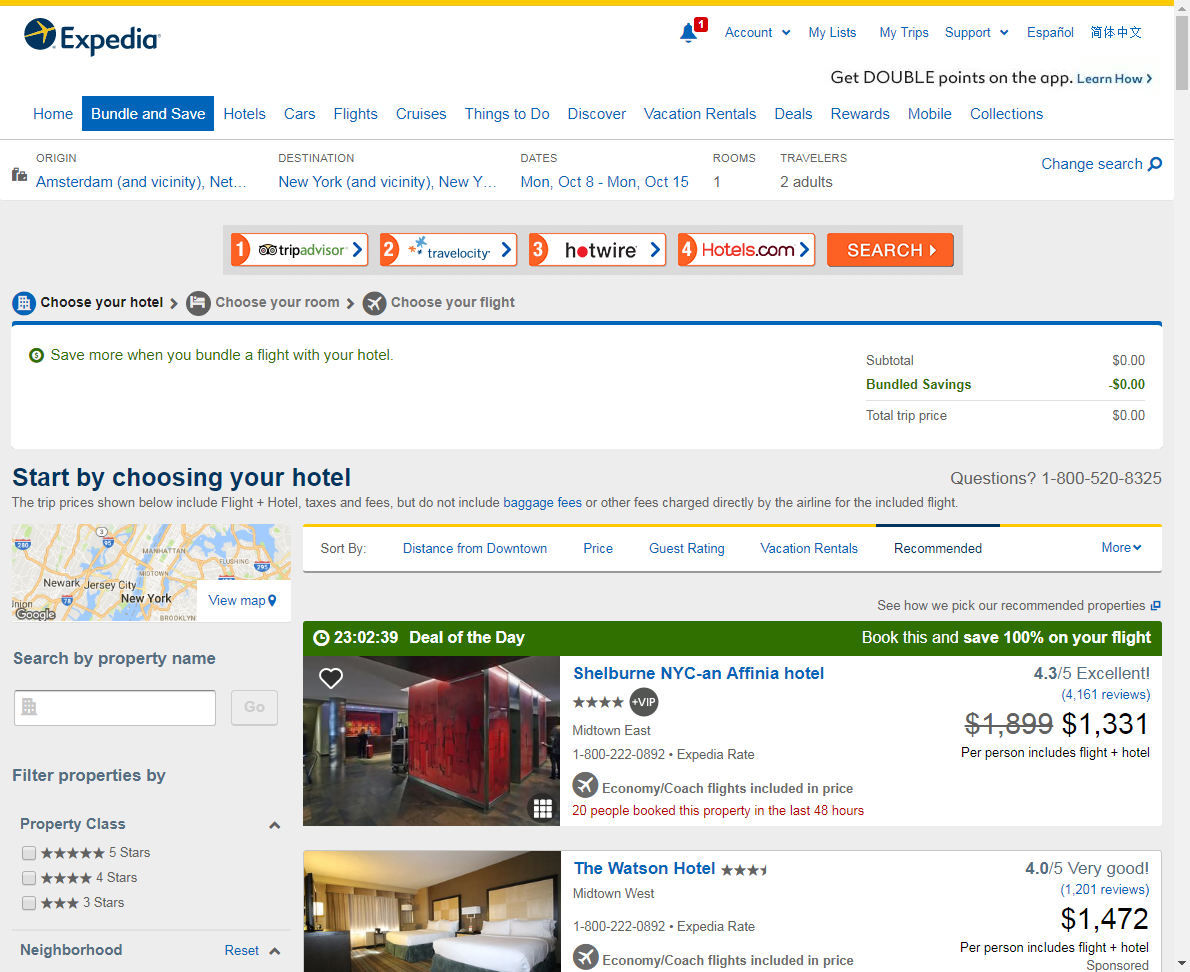 Expedia
1
Account
My Lists
My Trips
Support
Español
简体中文
Get DOUBLE points on the app. Learn How
Home
Bundle and Save
Hotels
Cars
Flights
Cruises
Things to Do
Discover
Vacation Rentals
Deals
Rewards
Mobile
Collections
ORIGIN
DESTINATION
DATES
ROOMS
TRAVELERS
Amsterdam (and vicinity), Net...
New York (and vicinity), New Y...
Mon, Oct 8 - Mon, Oct 15
1
2 adults
Change search
1 tripadvisor
2 travelocity
3 hotwire
4 Hotels.com
SEARCH
Choose your hotel
Choose your room
Choose your flight
Save more when you bundle a flight with your hotel.
Subtotal $0.00
Bundled Savings -$0.00
Total trip price $0.00
Start by choosing your hotel
Questions? 1-800-520-8325
The trip prices shown below include Flight + Hotel, taxes and fees, but do not include baggage fees or other fees charged directly by the airline for the included flight.
3
280
95
MANHATTAN
FLUSHING
295
MIDTOWN
Newark
Jersey City
78
New York
Union
BROOKLYN
Google
View map
Sort By:
Distance from Downtown
Price
Guest Rating
Vacation Rentals
Recommended
More
See how we pick our recommended properties
23:02:39 Deal of the Day
Book this and save 100% on your flight
Search by property name
Go
Filter properties by
Property Class
5 Stars
4 Stars
3 Stars
Neighborhood
Reset
Shelburne NYC-an Affinia hotel
+VIP
Midtown East
1-800-222-0892 • Expedia Rate
Economy/Coach flights included in price
20 people booked this property in the last 48 hours
4.3/5 Excellent!
(4,161 reviews)
$1,899 $1,331
Per person includes flight + hotel
The Watson Hotel
Midtown West
1-800-222-0892 • Expedia Rate
Economy/Coach flights included in price
4.0/5 Very good!
(1,201 reviews)
$1,472
Per person includes flight + hotel
Sponsored